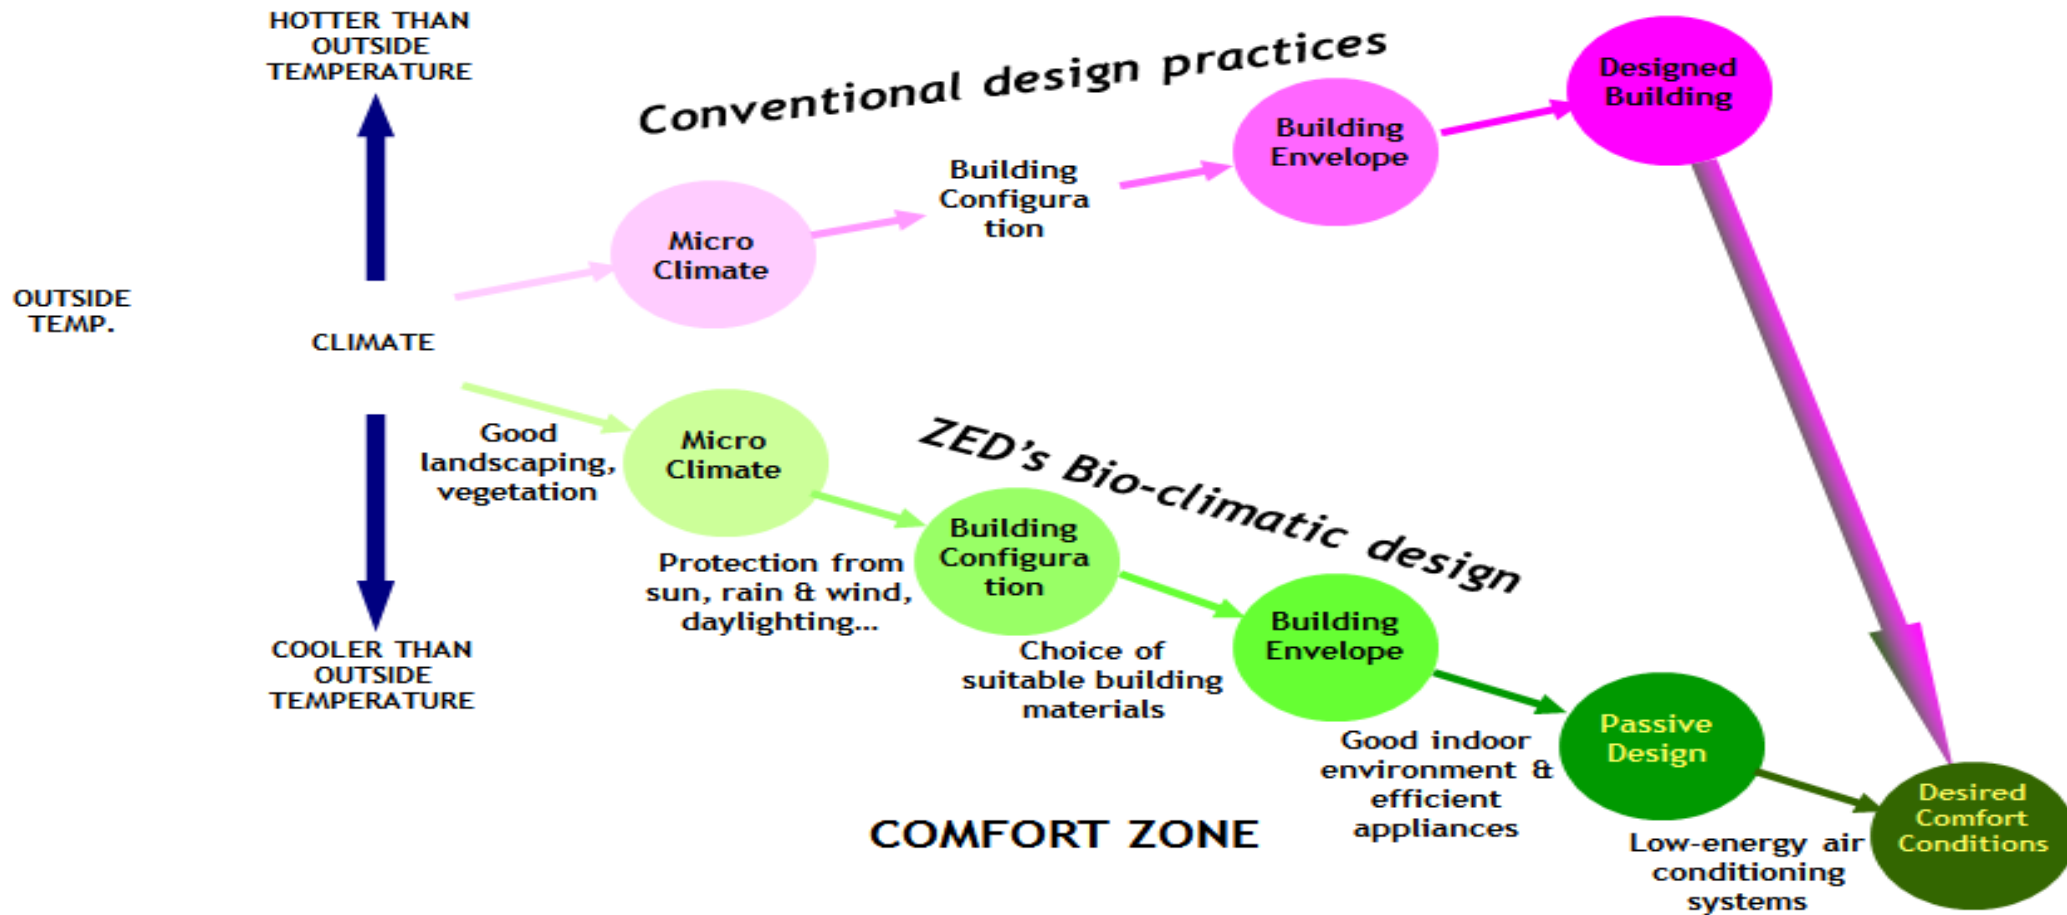 HOTTER THAN
OUTSIDE
TEMPERATURE
Conventional design practices
Designed
Building
Building
Envelope
Building
Configura
tion
Micro
Climate
OUTSIDE
TEMP.
CLIMATE
Good
landscaping,
vegetation
Micro
Climate
ZED's Bio-climatic design
Protection from
sun, rain & wind,
daylighting...
Building
Configura
tion
Choice of
suitable building
materials
Building
Envelope
COOLER THAN
OUTSIDE
TEMPERATURE
Good indoor
environment &
efficient
appliances
Passive
Design
COMFORT ZONE
Low-energy air
conditioning
systems
Desired
Comfort
Conditions